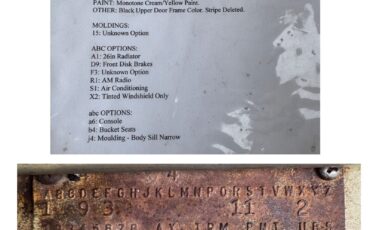 PAINT: Monotone Cream/Yellow Paint.
OTHER: Black Upper Door Frame Color. Stripe Deleted.
MOLDINGS:
15: Unknown Option
ABC OPTIONS:
A1: 26in Radiator
D9: Front Disk Brakes
F3: Unknown Option
R1: AM Radio
S1: Air Conditioning
X2: Tinted Windshield Only
abc OPTIONS:
a6: Console
b4: Bucket Seats
j4: Moulding - Body Sill Narrow
4
ABCDEFGHJKLMNPQRSTVWXYZ
1 9 3 11 2